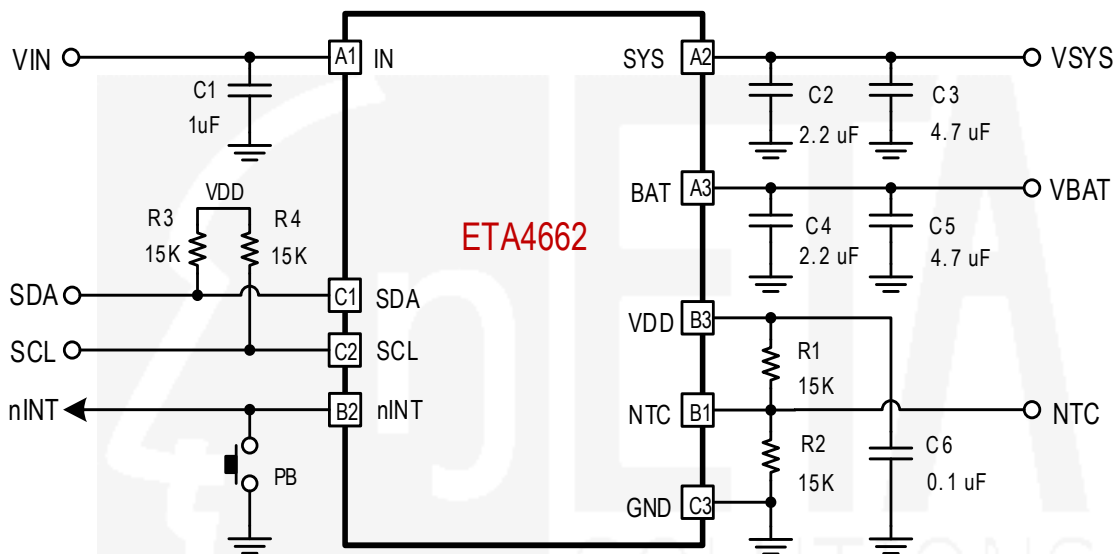 VIN
A1
IN
C1
1uF
VDD
R3
15K
R4
15K
SDA
C1
SDA
SCL
C2
SCL
nINT
B2
nINT
PB
ETA4662
SYS
A2
VSYS
C2
2.2 uF
C3
4.7 uF
BAT
A3
VBAT
C4
2.2 uF
C5
4.7 uF
VDD
B3
R1
15K
NTC
B1
NTC
R2
15K
C6
0.1 uF
GND
C3
ETA